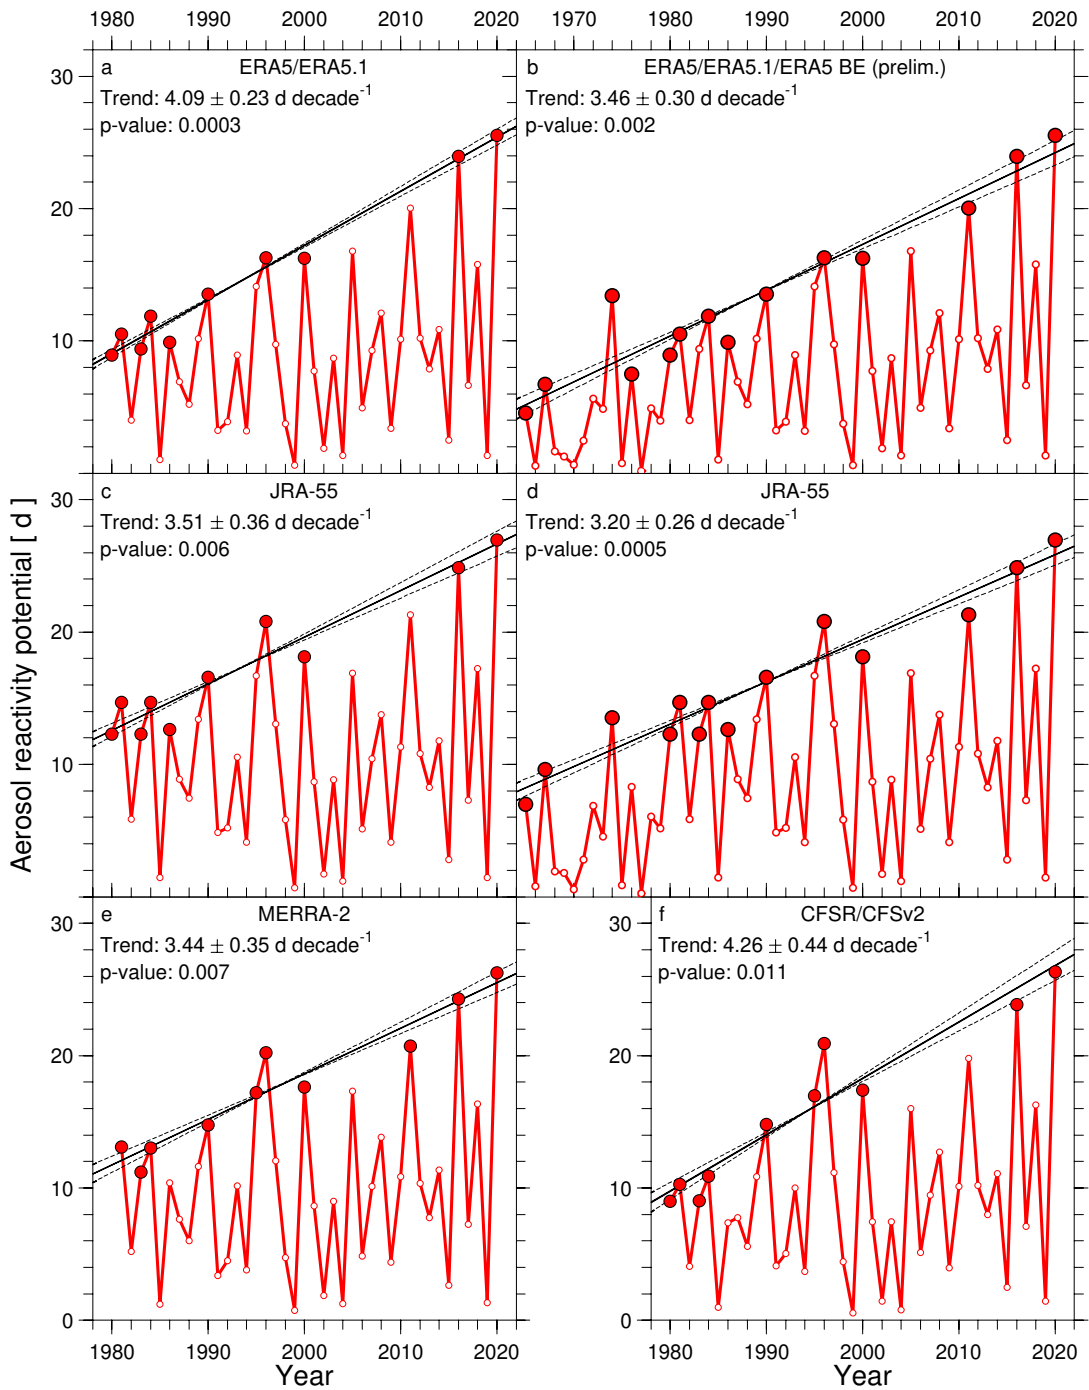 1980 1990 2000 2010 2020
1970 1980 1990 2000 2010 2020
a ERA5/ERA5.1
Trend: 4.09 ± 0.23 d decade⁻¹
p-value: 0.0003
b ERA5/ERA5.1/ERA5 BE (prelim.)
Trend: 3.46 ± 0.30 d decade⁻¹
p-value: 0.002
30
20
10
c JRA-55
Trend: 3.51 ± 0.36 d decade⁻¹
p-value: 0.006
d JRA-55
Trend: 3.20 ± 0.26 d decade⁻¹
p-value: 0.0005
30
20
10
Aerosol reactivity potential [ d ]
e MERRA-2
Trend: 3.44 ± 0.35 d decade⁻¹
p-value: 0.007
f CFSR/CFSv2
Trend: 4.26 ± 0.44 d decade⁻¹
p-value: 0.011
30
20
10
0
30
20
10
0
1980 1990 2000 2010 2020
1980 1990 2000 2010 2020
Year
Year